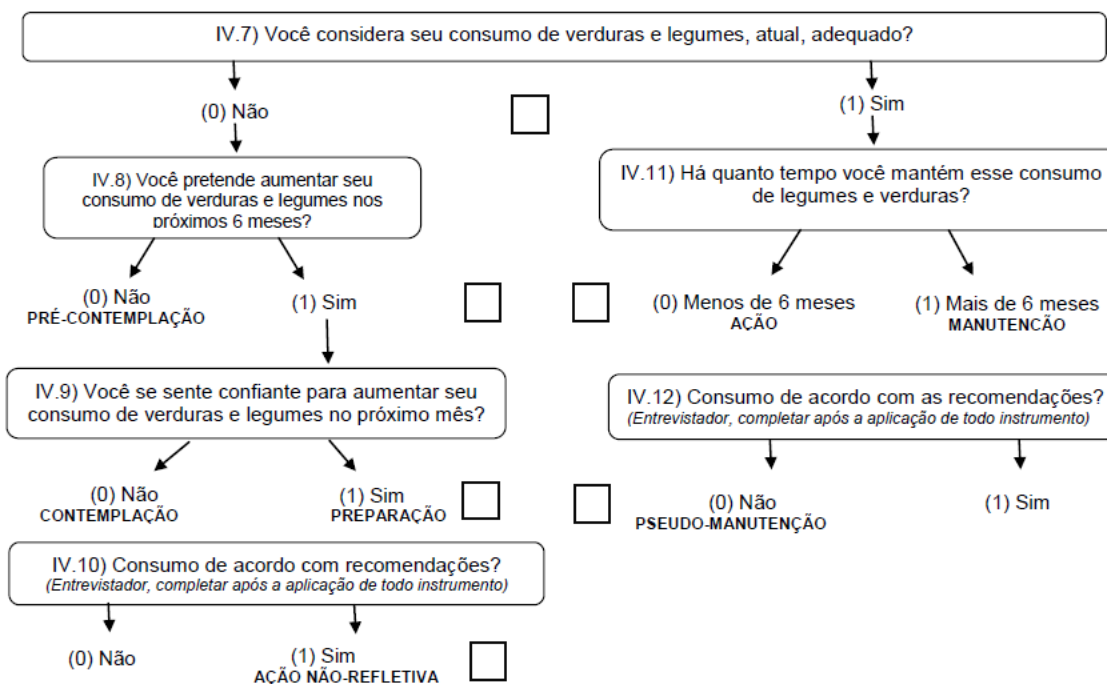 IV.7) Você considera seu consumo de verduras e legumes, atual, adequado?
(0) Não
(1) Sim
IV.8) Você pretende aumentar seu
consumo de verduras e legumes nos
próximos 6 meses?
IV.11) Há quanto tempo você mantém esse consumo
de legumes e verduras?
(0) Não
PRÉ-CONTEMPLAÇÃO
(1) Sim
(0) Menos de 6 meses
AÇÃO
(1) Mais de 6 meses
MANUTENCÃO
IV.9) Você se sente confiante para aumentar seu
consumo de verduras e legumes no próximo mês?
IV.12) Consumo de acordo com as recomendações?
(Entrevistador, completar após a aplicação de todo instrumento)
(0) Não
CONTEMPLAÇÃO
(1) Sim
PREPARAÇÃO
(0) Não
PSEUDO-MANUTENÇÃO
(1) Sim
IV.10) Consumo de acordo com recomendações?
(Entrevistador, completar após a aplicação de todo instrumento)
(0) Não
(1) Sim
AÇÃO NÃO-REFLETIVA